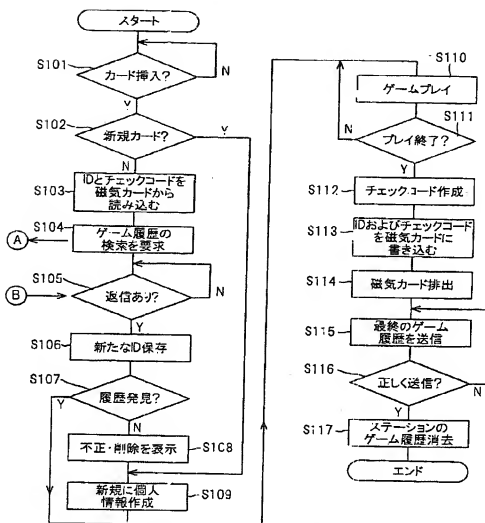 スタート
S101
カード挿入?
N
Y
S102
新規カード?
Y
N
S103
IDとチェックコードを
磁気カードから
読み込む
S104
ゲーム履歴の
検索を要求
A
S105
B
返信あり?
N
Y
S106
新たなID保存
S107
履歴発見?
Y
N
不正・削除を表示
S108
新規に個人
情報作成
S109
S110
ゲームプレイ
S111
プレイ終了?
N
Y
S112
チェックコード作成
S113
IDおよびチェックコード
を磁気カードに
書き込む
S114
磁気カード排出
S115
最終のゲーム
履歴を送信
S116
正しく送信?
N
Y
S117
ステーションの
ゲーム履歴消去
エンド